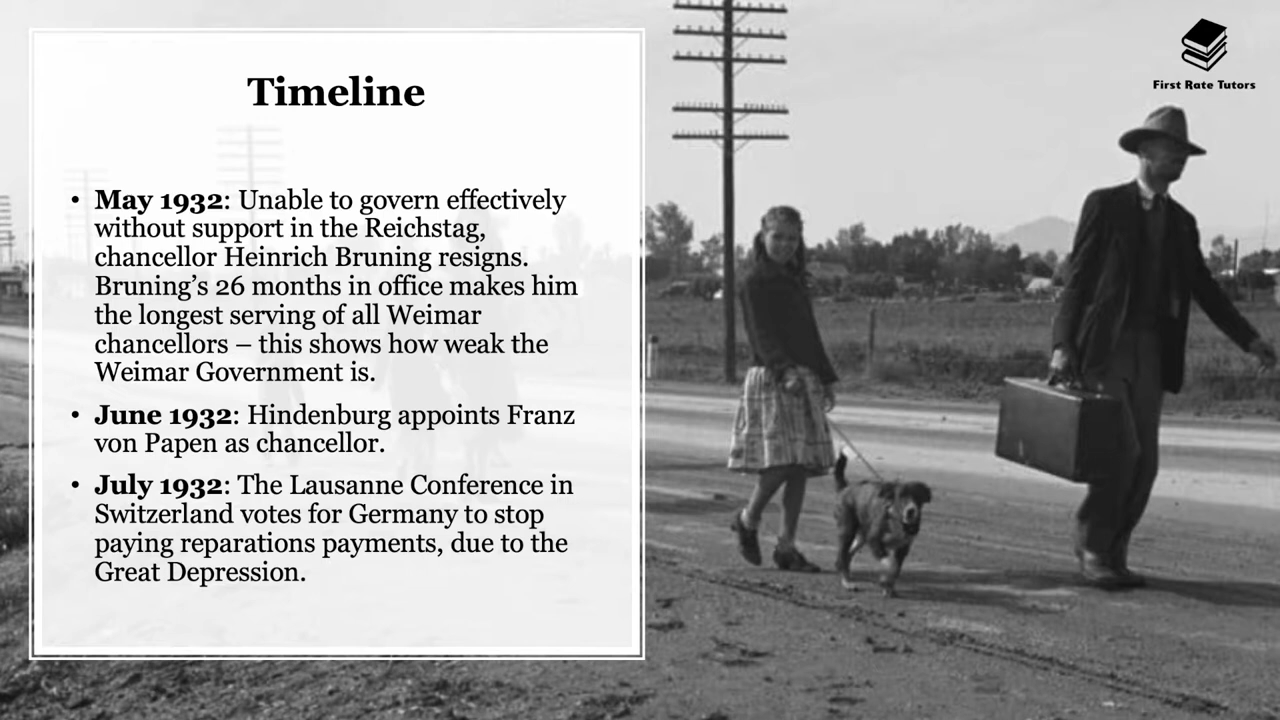 Timeline
First Rate Tutors
• May 1932: Unable to govern effectively
without support in the Reichstag,
chancellor Heinrich Bruning resigns.
Bruning’s 26 months in office makes him
the longest serving of all Weimar
chancellors – this shows how weak the
Weimar Government is.
• June 1932: Hindenburg appoints Franz
von Papen as chancellor.
• July 1932: The Lausanne Conference in
Switzerland votes for Germany to stop
paying reparations payments, due to the
Great Depression.